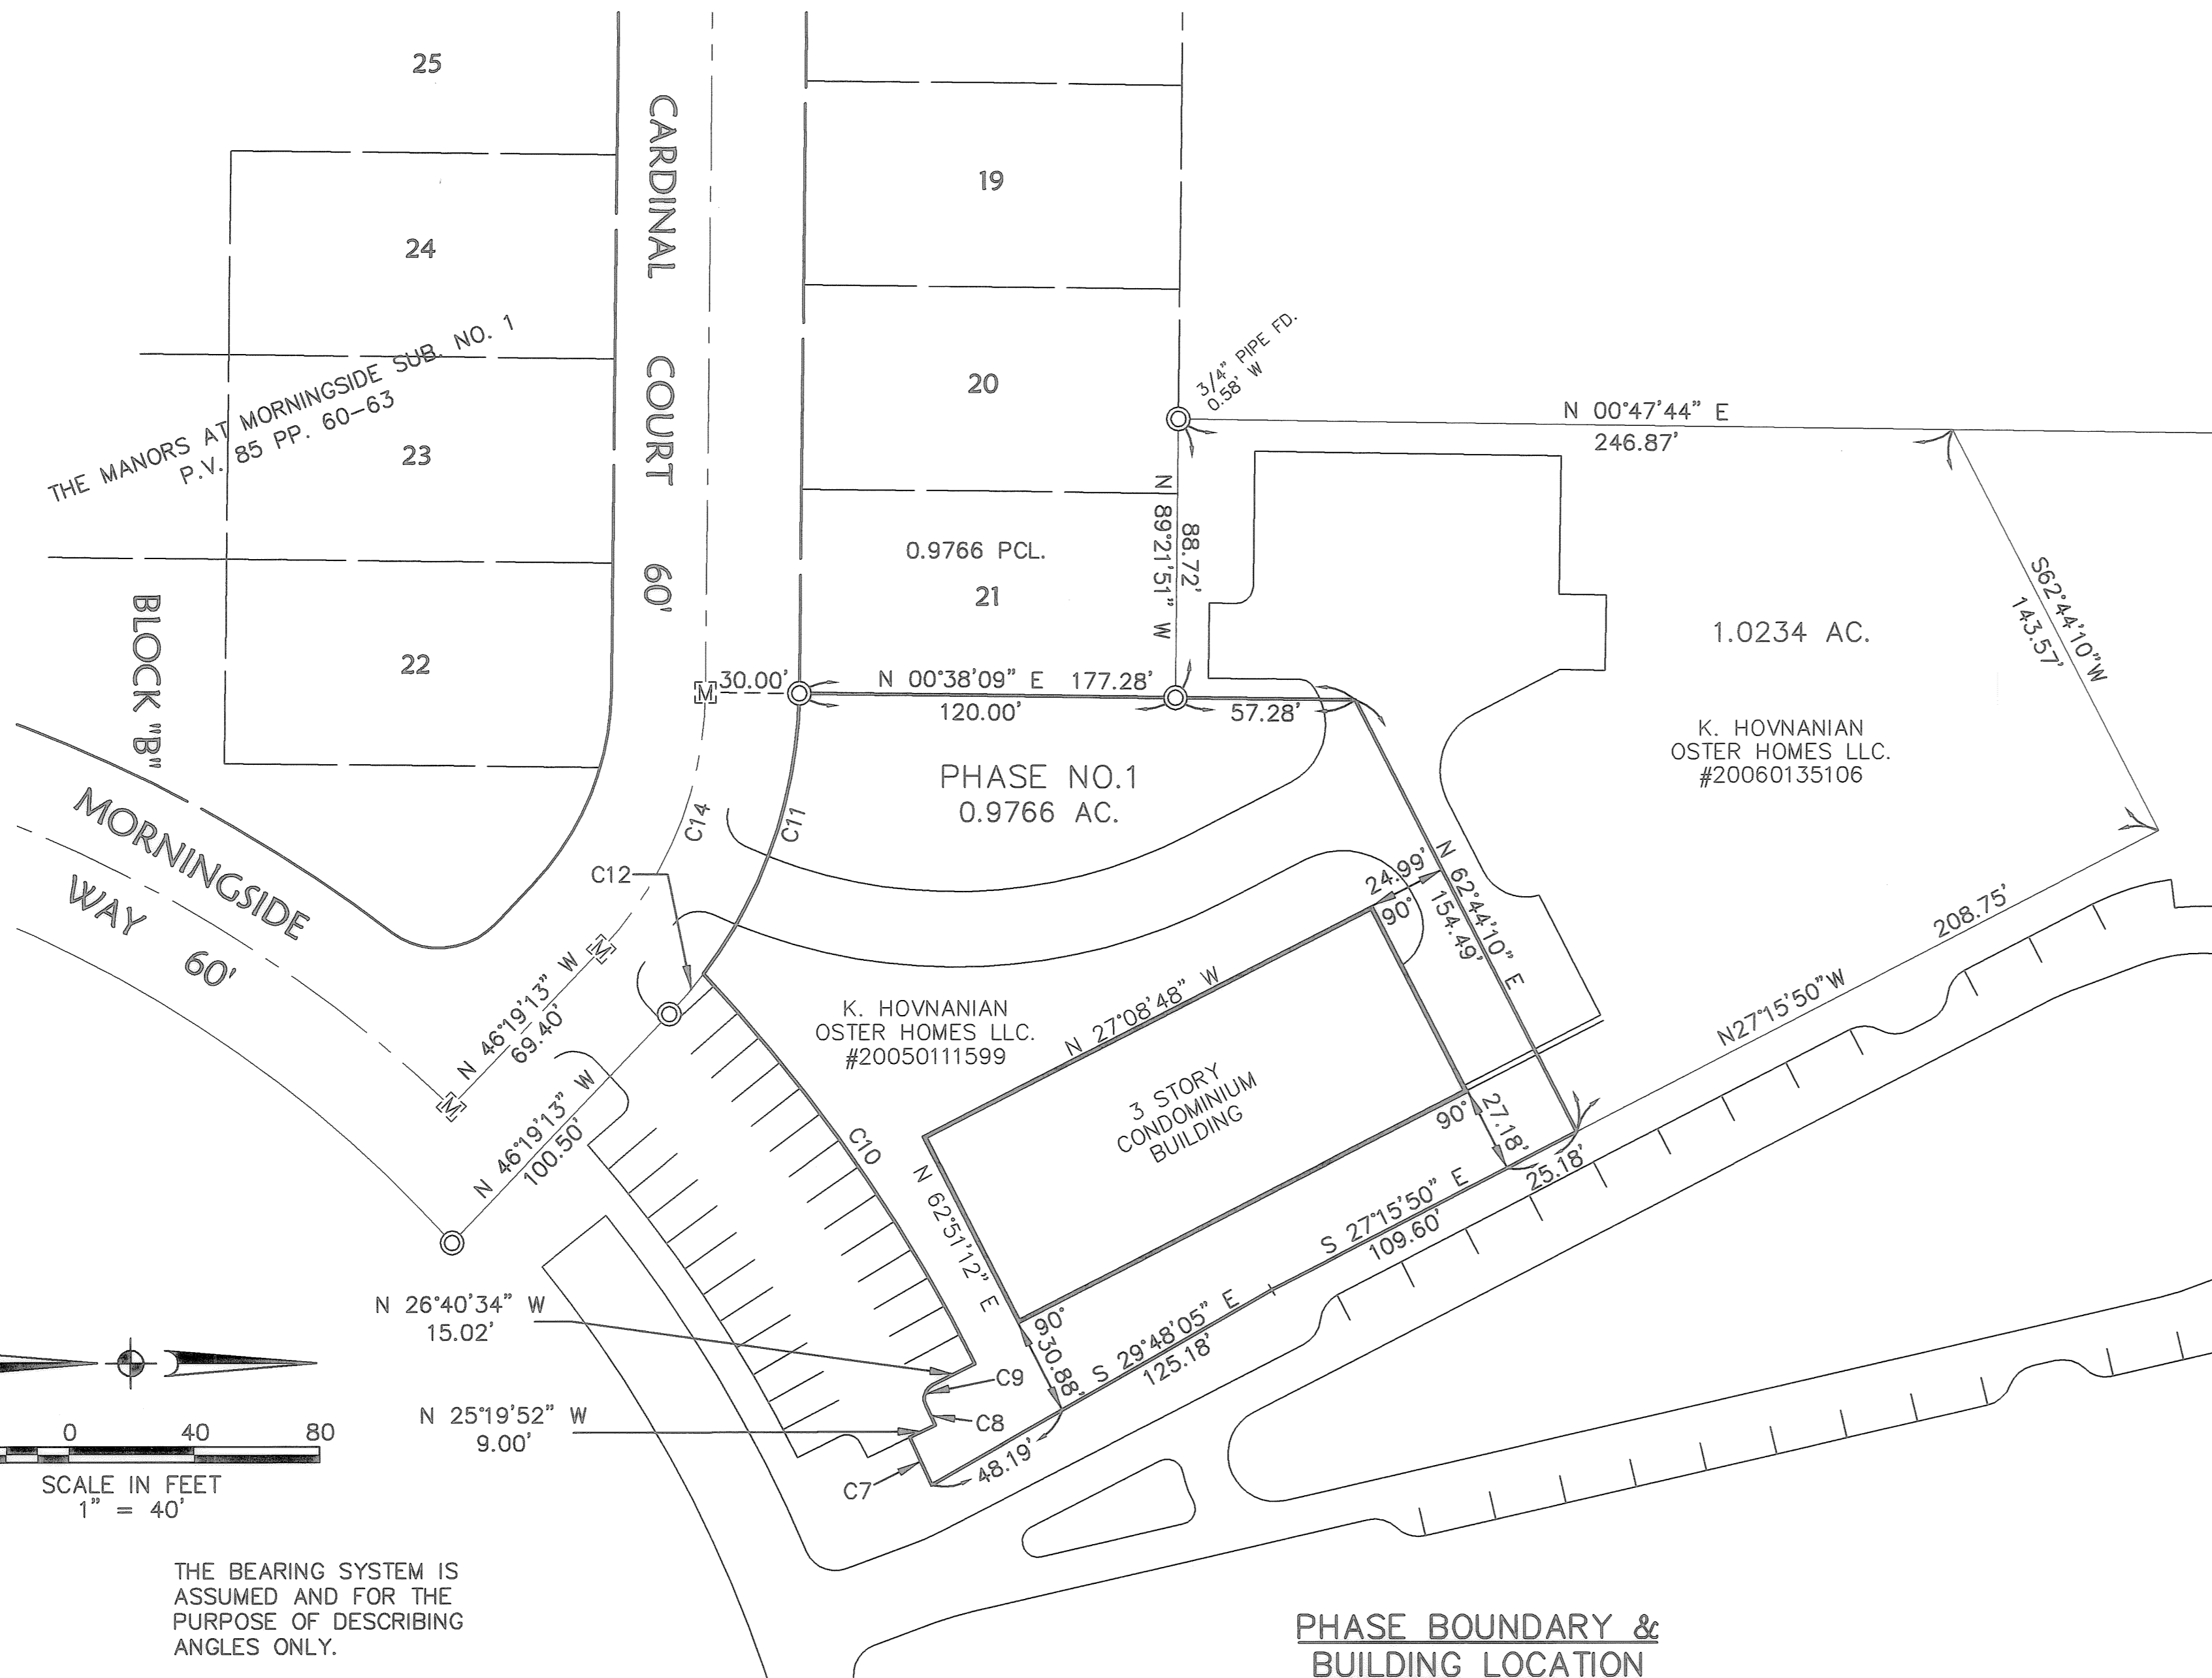 25
CARDINAL COURT 60'
19
24
3/4" PIPE FD.
0.58' W
THE MANORS AT MORNINGSIDE SUB. NO. 1
P.V. 85 PP. 60-63
20
N 00°47'44" E
246.87'
23
N 89°21'51" W
88.72'
0.9766 PCL.
21
S62°44'10"W
143.57'
1.0234 AC.
BLOCK "B"
22
M
30.00'
N 00°38'09" E 177.28'
120.00'
57.28'
K. HOVNANIAN
OSTER HOMES LLC.
#20060135106
PHASE NO.1
0.9766 AC.
MORNINGSIDE
WAY 60'
C14
C11
C12
24.99'
90°
N 62°44'10" E
154.49'
208.75'
N27°15'50"W
M
N 46°19'13" W
69.40'
M
K. HOVNANIAN
OSTER HOMES LLC.
#20050111599
N 27°08'48" W
3 STORY
CONDOMINIUM
BUILDING
N 46°19'13" W
100.50'
C10
90°
27.18'
25.18'
N 62°51'12" E
S 27°15'50" E
109.60'
N 26°40'34" W
15.02'
90°
30.88'
S 29°48'05" E
125.18'
C9
C8
N 25°19'52" W
9.00'
C7
48.19'
0 40 80
SCALE IN FEET
1" = 40'
THE BEARING SYSTEM IS
ASSUMED AND FOR THE
PURPOSE OF DESCRIBING
ANGLES ONLY.
PHASE BOUNDARY &
BUILDING LOCATION